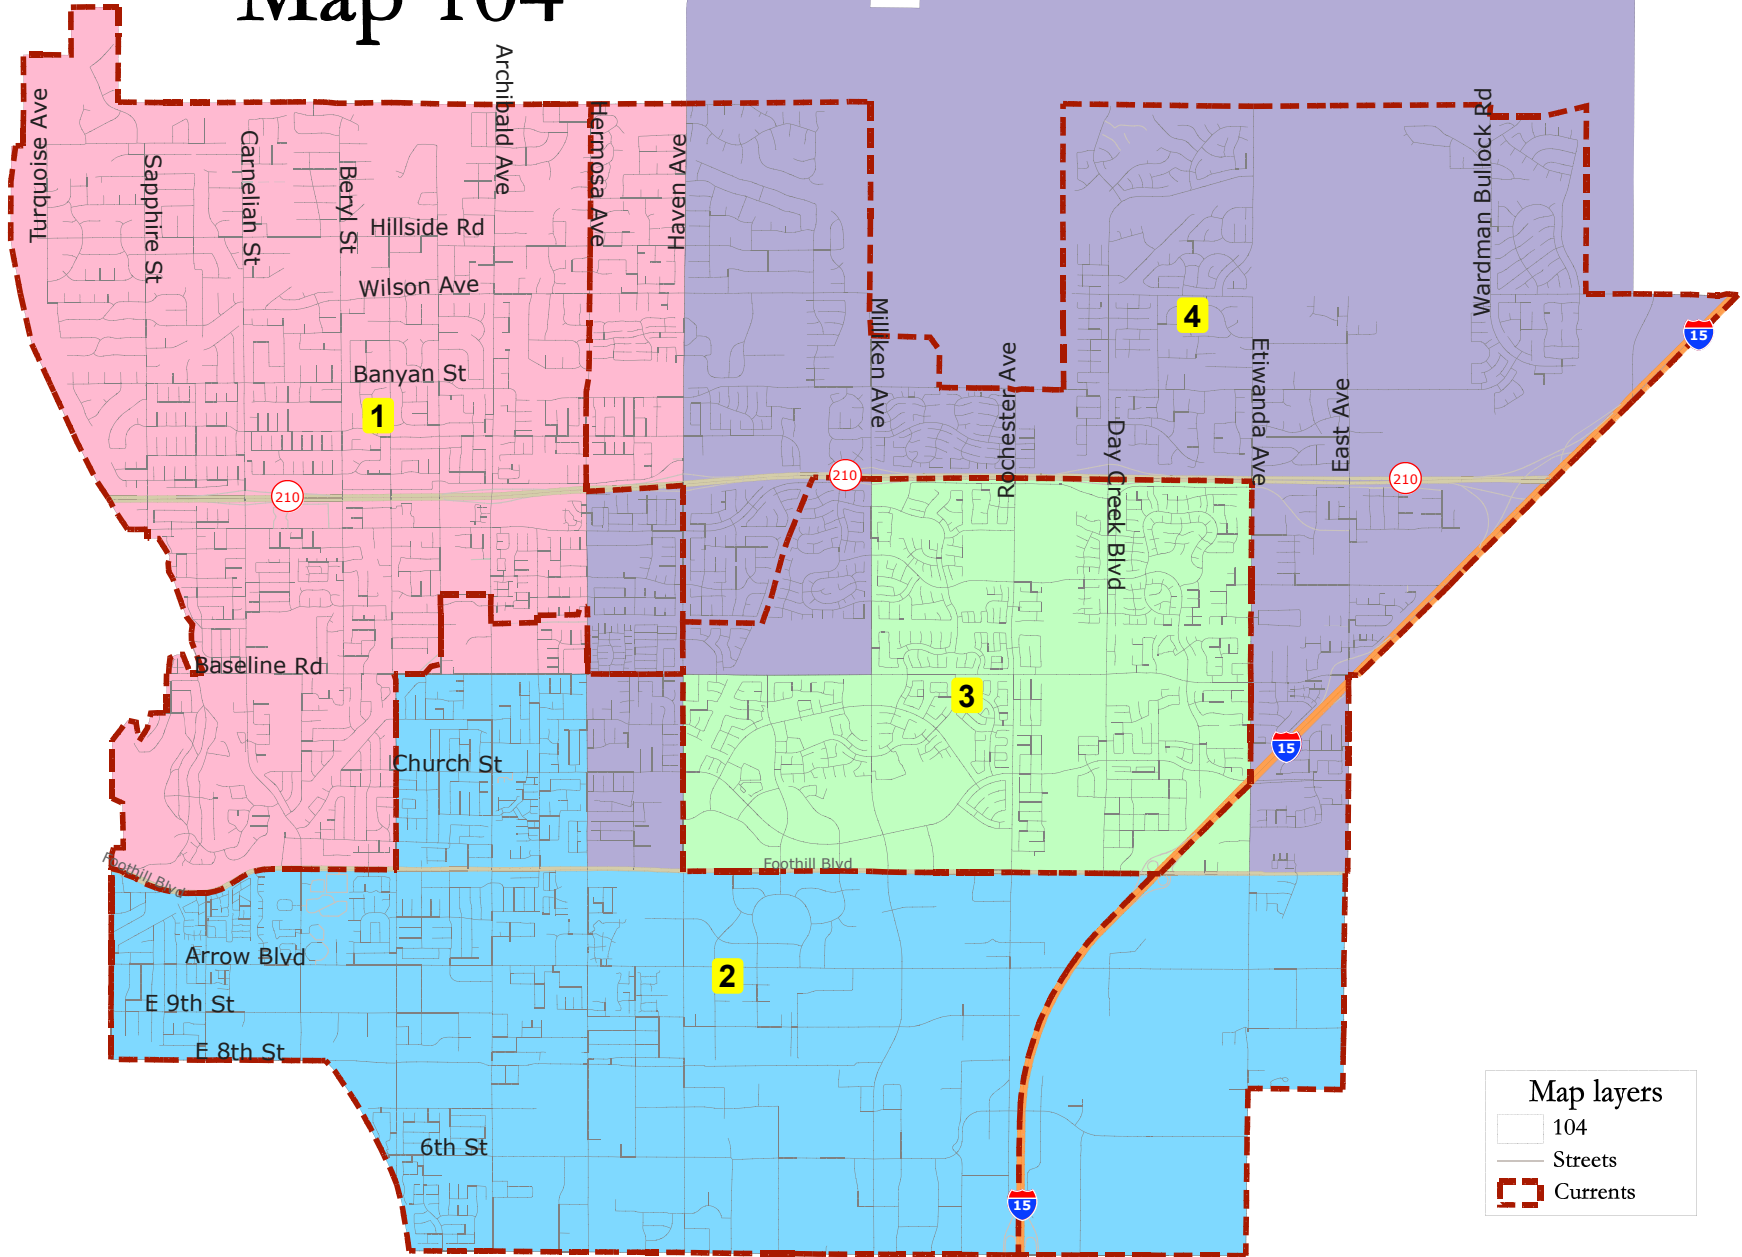 Map 104
Turquoise Ave
Sapphire St
Carnelian St
Beryl St
Archibald Ave
Hermosa Ave
Haven Ave
Hillside Rd
Wilson Ave
Banyan St
Milliken Ave
Rochester Ave
Day Creek Blvd
Etiwanda Ave
East Ave
Wardman Bullock Rd
4
15
1
210
210
210
Baseline Rd
3
15
Church St
Foothill Blvd
Foothill Blvd
Arrow Blvd
2
E 9th St
E 8th St
6th St
15
Map layers
104
Streets
Currents